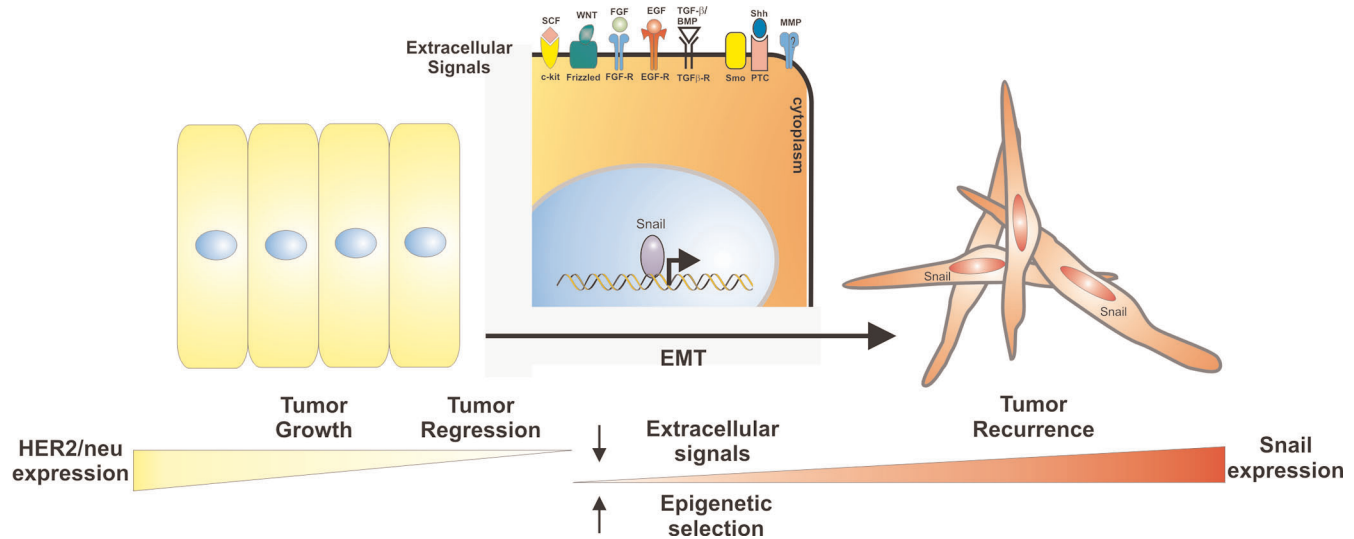 SCF
WNT
FGF
EGF
TGF-β/
BMP
Shh
MMP
Extracellular
Signals
c-kit
Frizzled
FGF-R
EGF-R
TGFβ-R
Smo
PTC
cytoplasm
Snail
Snail
Snail
EMT
Tumor
Growth
Tumor
Regression
Tumor
Recurrence
HER2/neu
expression
Extracellular
signals
Snail
expression
Epigenetic
selection